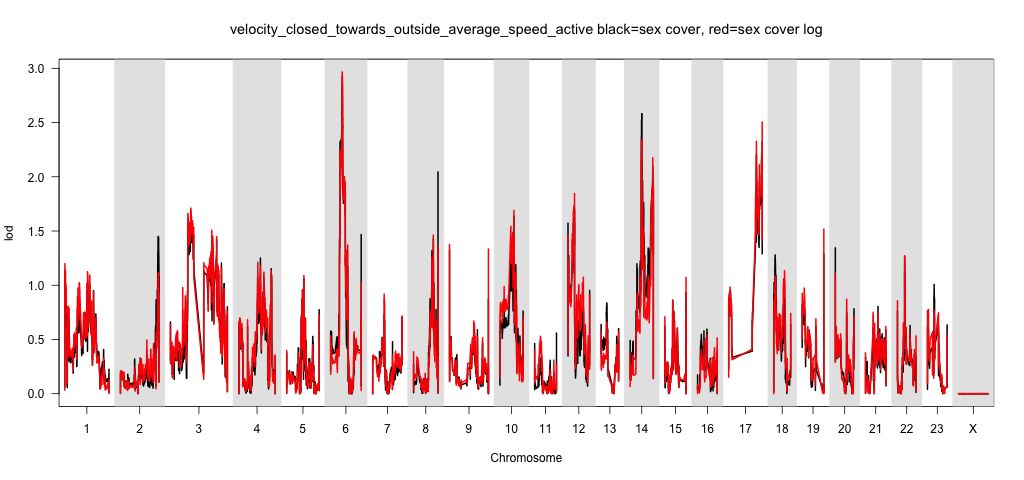 velocity_closed_towards_outside_average_speed_active black=sex cover, red=sex cover log
3.0
2.5
2.0
1.5
1.0
0.5
0.0
lod
1 2 3 4 5 6 7 8 9 10 11 12 13 14 15 16 17 18 19 20 21 22 23 X
Chromosome